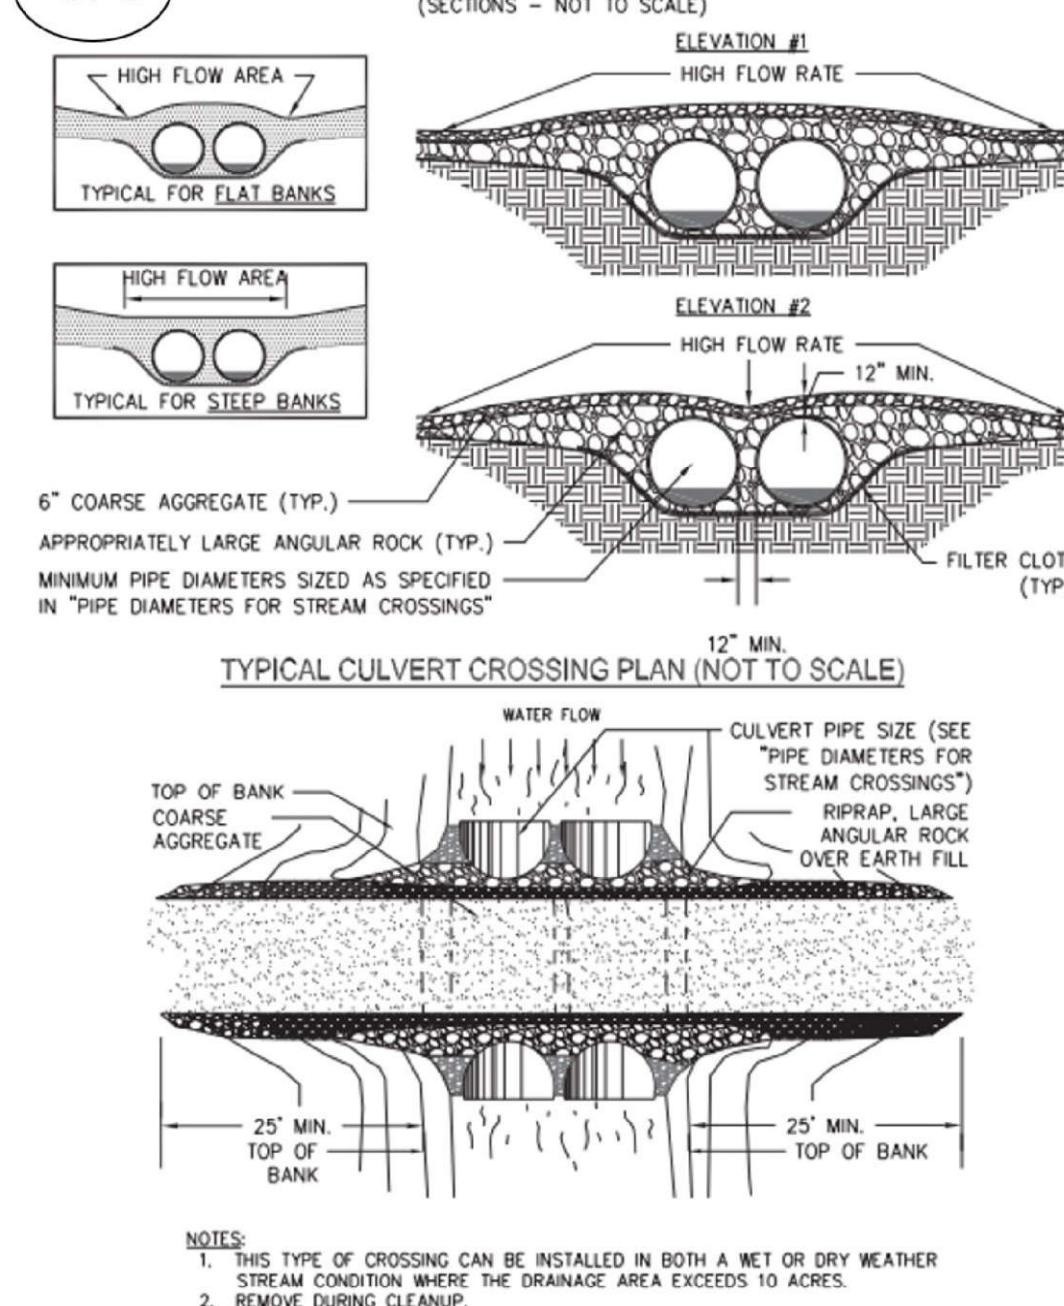 (SECTIONS - NOT TO SCALE)
HIGH FLOW AREA
TYPICAL FOR FLAT BANKS
HIGH FLOW AREA
TYPICAL FOR STEEP BANKS
ELEVATION #1
HIGH FLOW RATE
ELEVATION #2
HIGH FLOW RATE
12" MIN.
6" COARSE AGGREGATE (TYP.)
APPROPRIATELY LARGE ANGULAR ROCK (TYP.)
MINIMUM PIPE DIAMETERS SIZED AS SPECIFIED
IN "PIPE DIAMETERS FOR STREAM CROSSINGS"
FILTER CLOT
(TYP
12" MIN.
TYPICAL CULVERT CROSSING PLAN (NOT TO SCALE)
WATER FLOW
CULVERT PIPE SIZE (SEE
"PIPE DIAMETERS FOR
STREAM CROSSINGS")
TOP OF BANK
COARSE
AGGREGATE
RIPRAP, LARGE
ANGULAR ROCK
OVER EARTH FILL
25' MIN.
TOP OF
BANK
25' MIN.
TOP OF BANK
NOTES:
1. THIS TYPE OF CROSSING CAN BE INSTALLED IN BOTH A WET OR DRY WEATHER
STREAM CONDITION WHERE THE DRAINAGE AREA EXCEEDS 10 ACRES.
2. REMOVE DURING CLEANUP.